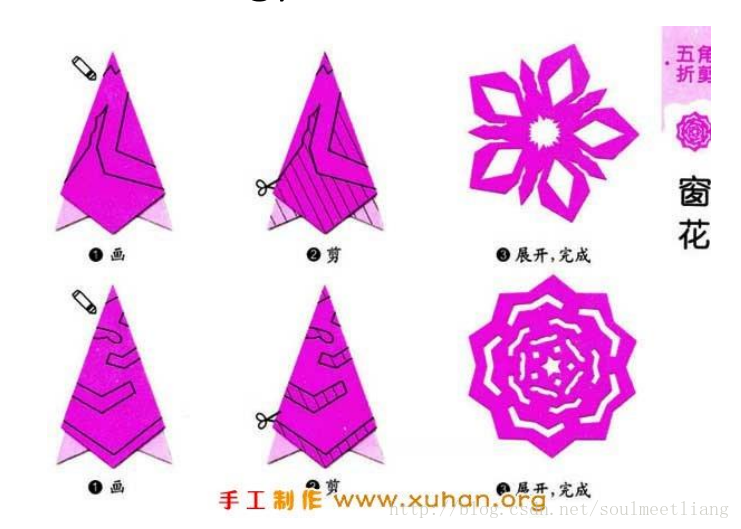 五角
折剪
窗
花
❶ 画
❷ 剪
❸ 展开,完成
❶ 画
❷ 剪
❸ 展开,完成
手工制作 www.xuhan.org
http://blog.csdn.net/soulmeetliang